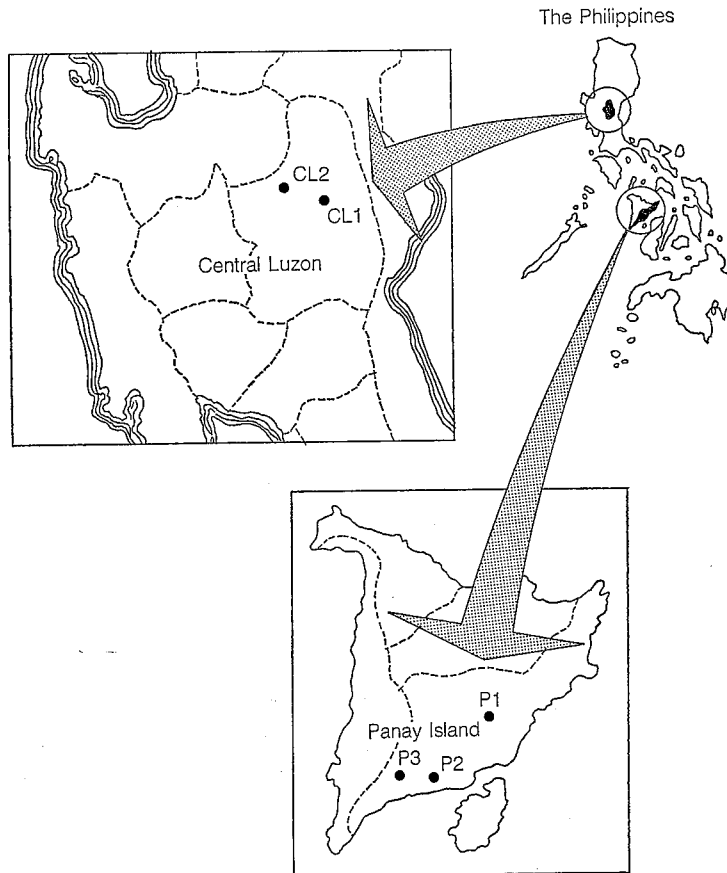 The Philippines
CL2
CL1
Central Luzon
P1
Panay Island
P3
P2